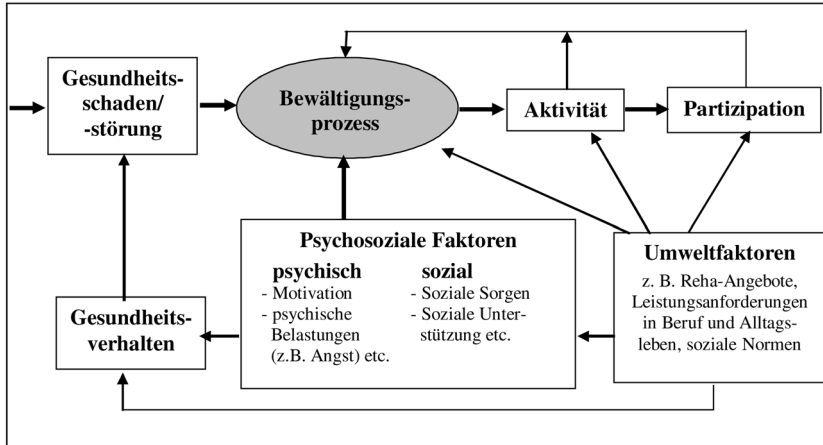 Gesundheits-
schaden/
-störung
Bewältigungs-
prozess
Aktivität
Partizipation
Psychosoziale Faktoren
psychisch
- Motivation
- psychische
Belastungen
(z.B. Angst) etc.
sozial
- Soziale Sorgen
- Soziale Unter-
stützung etc.
Umweltfaktoren
z. B. Reha-Angebote,
Leistungsanforderungen
in Beruf und Alltags-
leben, soziale Normen
Gesundheits-
verhalten